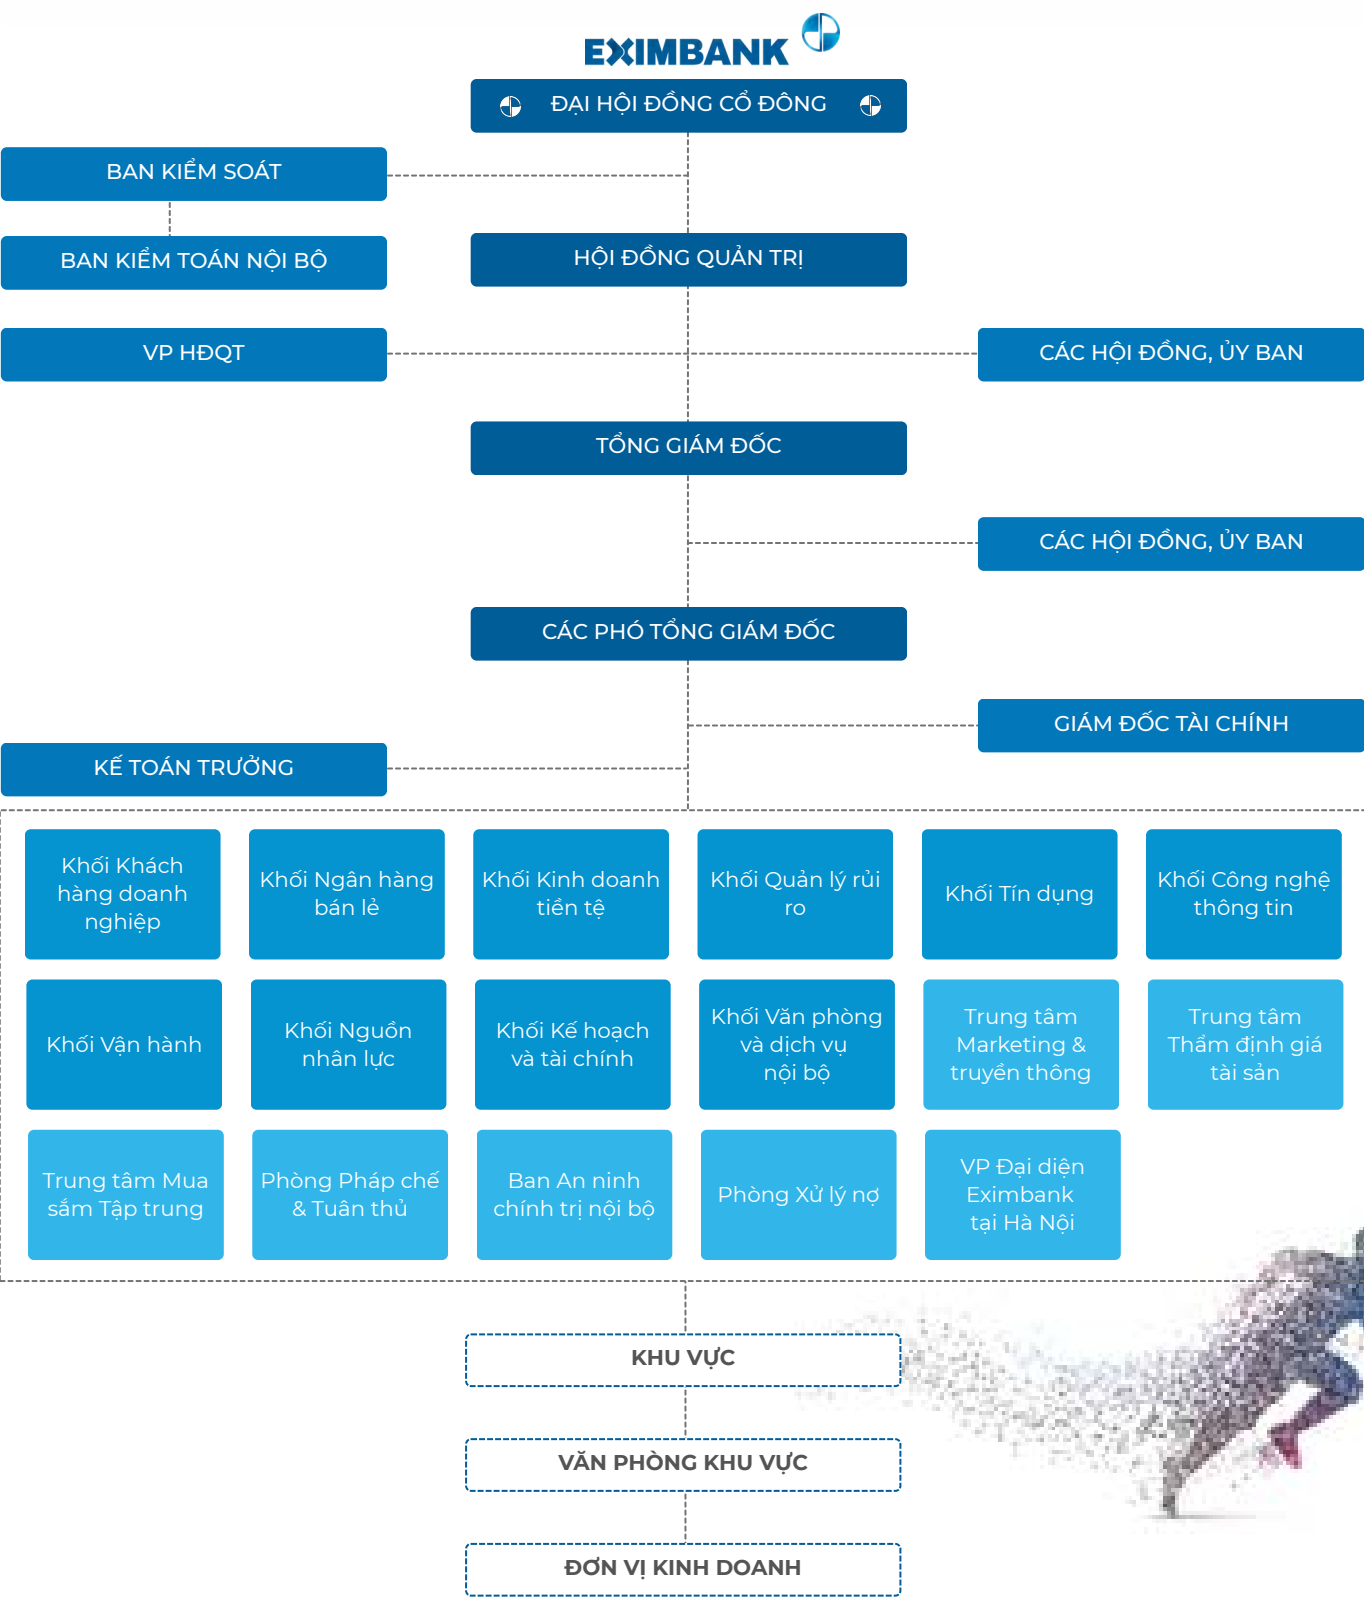 EXIMBANK
ĐẠI HỘI ĐỒNG CỔ ĐÔNG
BAN KIỂM SOÁT
BAN KIỂM TOÁN NỘI BỘ
HỘI ĐỒNG QUẢN TRỊ
VP HĐQT
CÁC HỘI ĐỒNG, ỦY BAN
TỔNG GIÁM ĐỐC
CÁC HỘI ĐỒNG, ỦY BAN
CÁC PHÓ TỔNG GIÁM ĐỐC
GIÁM ĐỐC TÀI CHÍNH
KẾ TOÁN TRƯỞNG
Khối Khách
hàng doanh
nghiệp
Khối Ngân hàng
bán lẻ
Khối Kinh doanh
tiền tệ
Khối Quản lý rủi
ro
Khối Tín dụng
Khối Công nghệ
thông tin
Khối Vận hành
Khối Nguồn
nhân lực
Khối Kế hoạch
và tài chính
Khối Văn phòng
và dịch vụ
nội bộ
Trung tâm
Marketing &
truyền thông
Trung tâm
Thẩm định giá
tài sản
Trung tâm Mua
sắm Tập trung
Phòng Pháp chế
& Tuân thủ
Ban An ninh
chính trị nội bộ
Phòng Xử lý nợ
VP Đại diện
Eximbank
tại Hà Nội
KHU VỰC
VĂN PHÒNG KHU VỰC
ĐƠN VỊ KINH DOANH